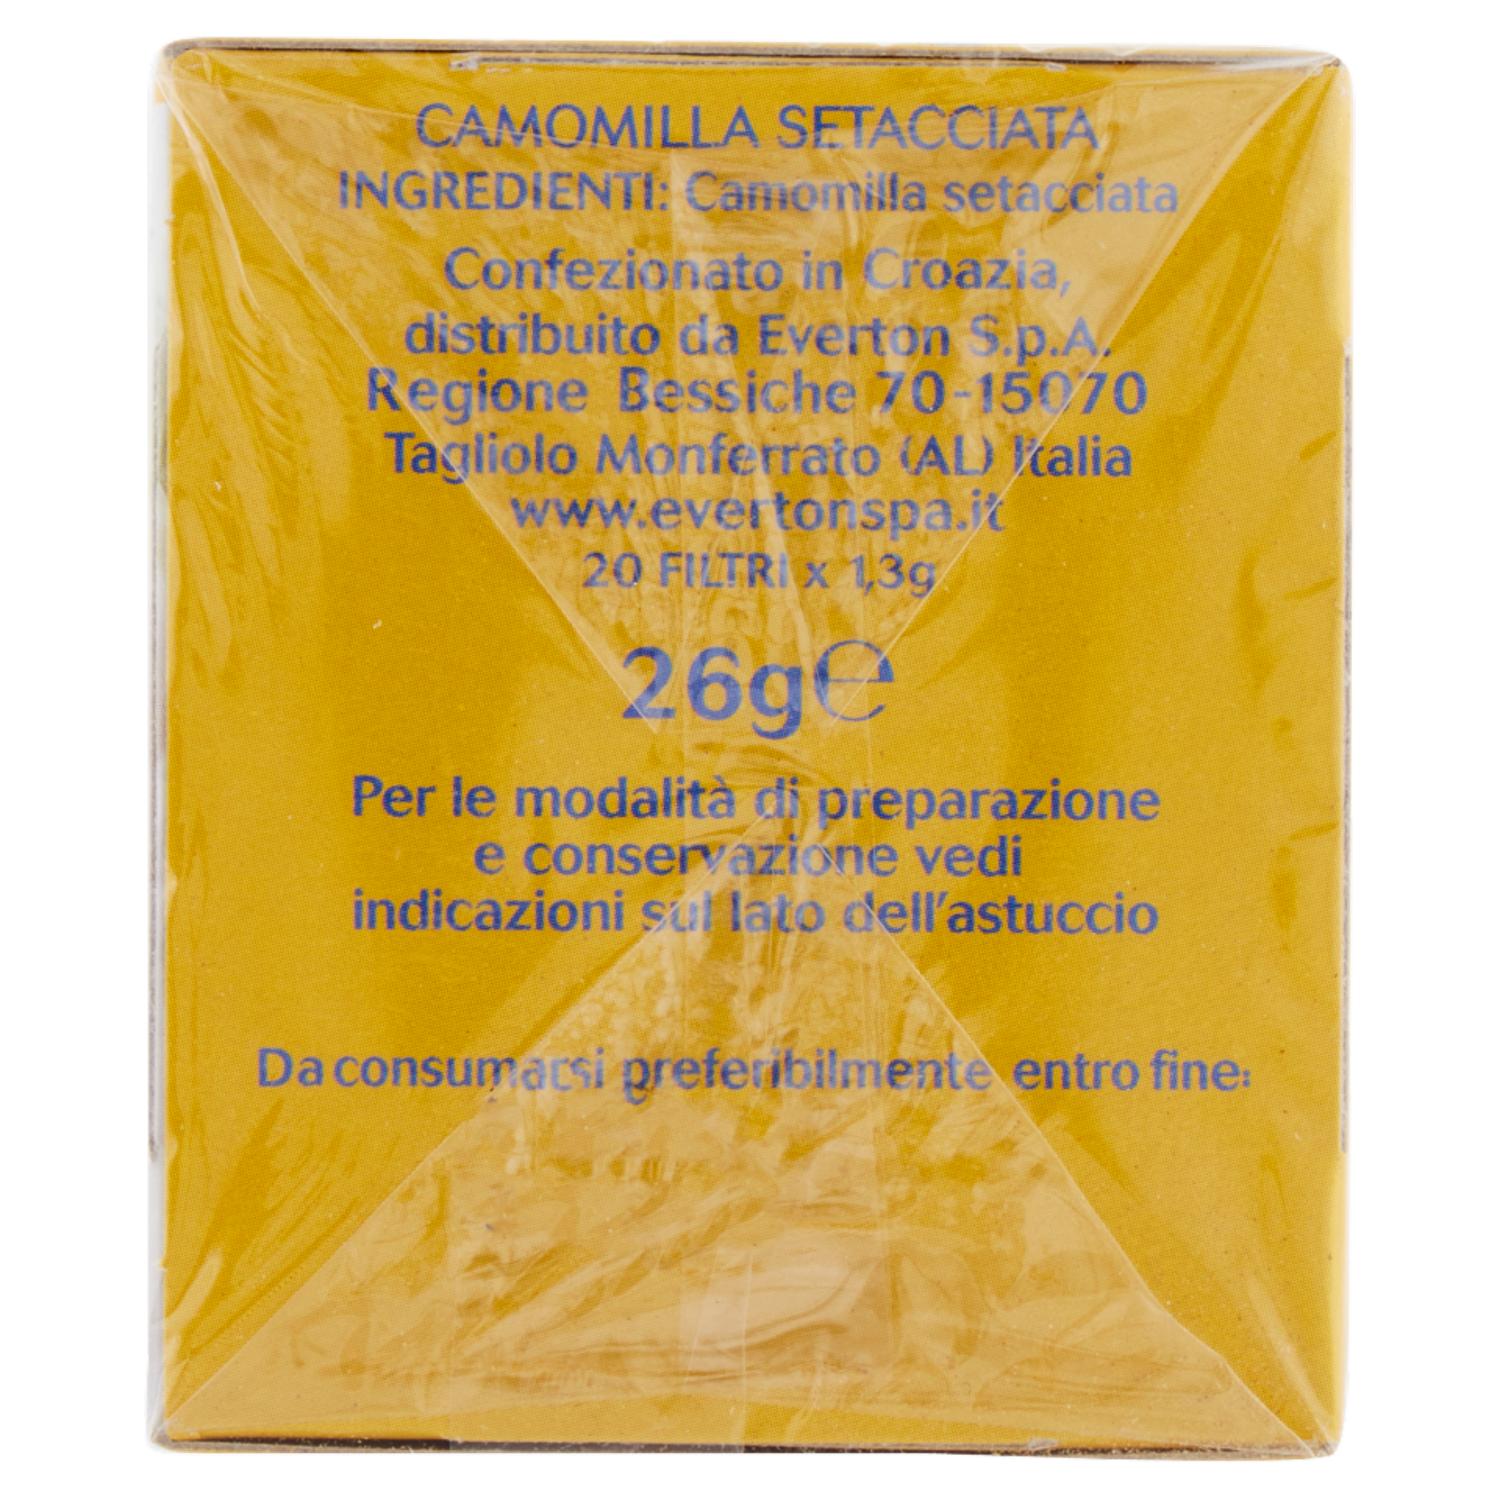 CAMOMILLA SETACCIATA
INGREDIENTI: Camomilla setacciata
Confezionato in Croazia,
distribuito da Everton S.p.A.
Regione Bessiche 70-15070
Tagliolo Monferrato (AL) Italia
www.evertonspa.it
20 FILTRI x 1,3g
26g℮
Per le modalità di preparazione
e conservazione vedi
indicazioni sul lato dell'astuccio
Da consumarsi preferibilmente entro fine: